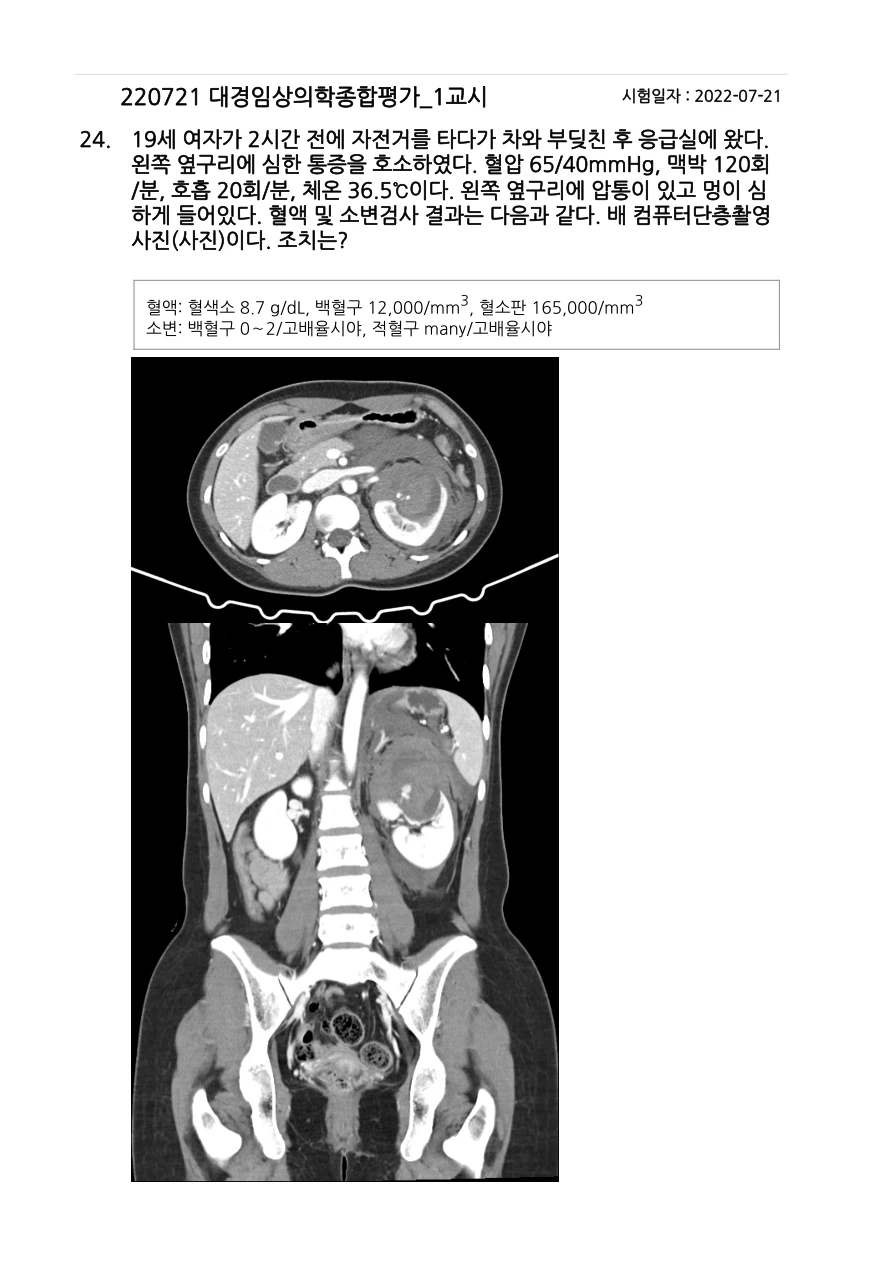 220721 대경임상의학종합평가_1교시
시험일자 : 2022-07-21
24. 19세 여자가 2시간 전에 자전거를 타다가 차와 부딪친 후 응급실에 왔다.
왼쪽 옆구리에 심한 통증을 호소하였다. 혈압 65/40mmHg, 맥박 120회
/분, 호흡 20회/분, 체온 36.5℃이다. 왼쪽 옆구리에 압통이 있고 멍이 심
하게 들어있다. 혈액 및 소변검사 결과는 다음과 같다. 배 컴퓨터단층촬영
사진(사진)이다. 조치는?
혈액: 혈색소 8.7 g/dL, 백혈구 12,000/mm³, 혈소판 165,000/mm³
소변: 백혈구 0~2/고배율시야, 적혈구 many/고배율시야